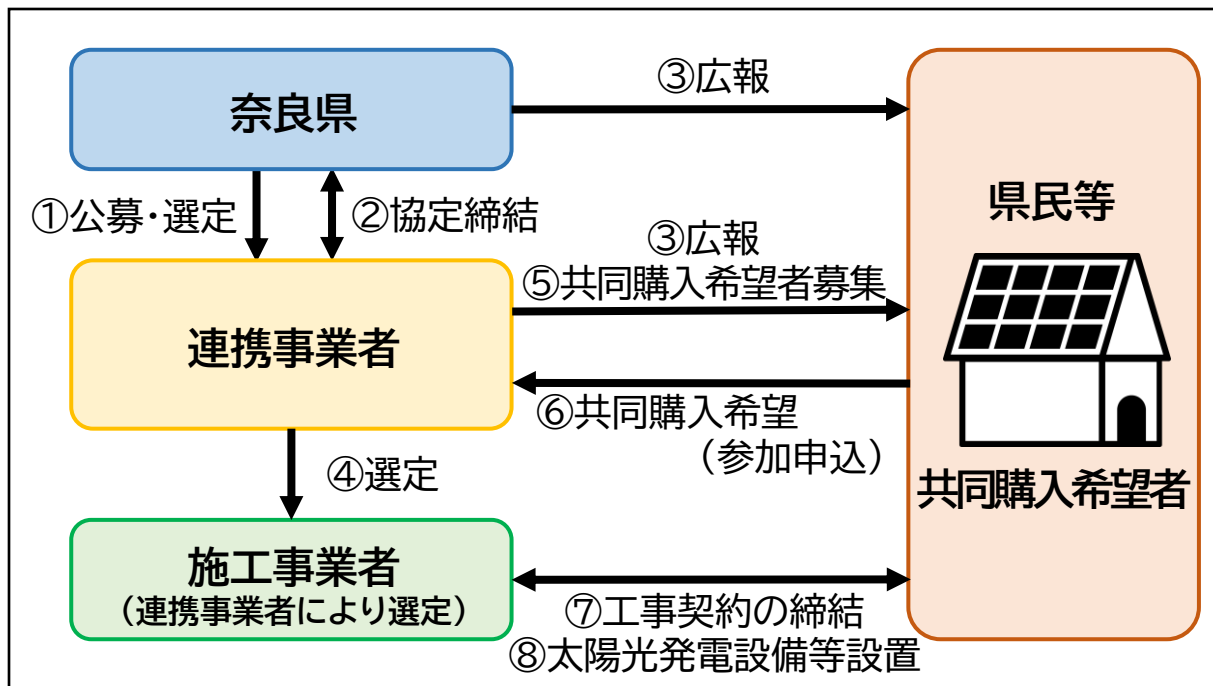 奈良県
③広報
①公募・選定
②協定締結
県民等
③広報
⑤共同購入希望者募集
連携事業者
⑥共同購入希望
（参加申込）
④選定
共同購入希望者
施工事業者
（連携事業者により選定）
⑦工事契約の締結
⑧太陽光発電設備等設置